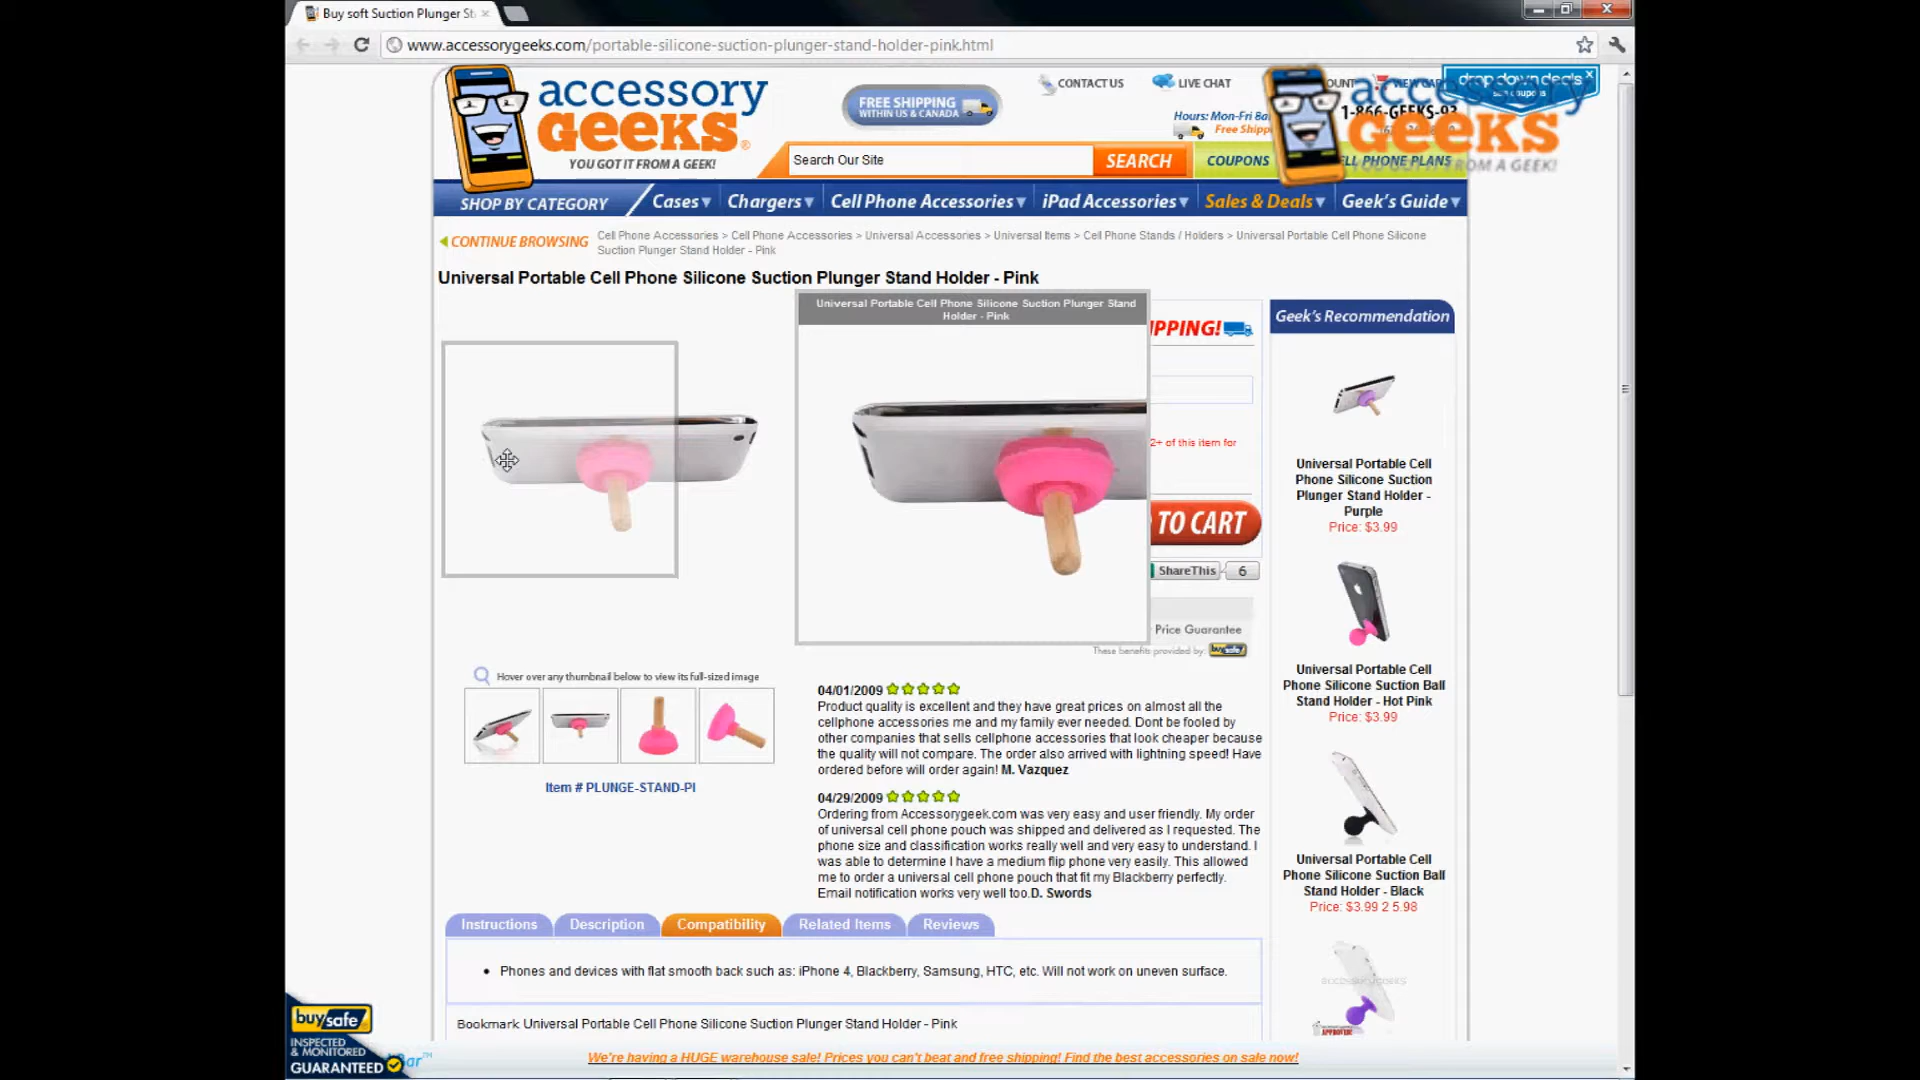 Buy soft Suction Plunger St
www.accessorygeeks.com/portable-silicone-suction-plunger-stand-holder-pink.html
accessory
GEEKS®
YOU GOT IT FROM A GEEK!
FREE SHIPPING
WITHIN US & CANADA
CONTACT US
LIVE CHAT
drop down deals
Hours: Mon-Fri 8a
Free Shipp
1-866-GEEKS-93
accessory
GEEKS
Search Our Site
SEARCH
COUPONS
CELL PHONE PLANS
SHOP BY CATEGORY
Cases
Chargers
Cell Phone Accessories
iPad Accessories
Sales & Deals
Geek's Guide
CONTINUE BROWSING
Cell Phone Accessories > Cell Phone Accessories > Universal Accessories > Universal Items > Cell Phone Stands / Holders > Universal Portable Cell Phone Silicone
Suction Plunger Stand Holder - Pink
Universal Portable Cell Phone Silicone Suction Plunger Stand Holder - Pink
Universal Portable Cell Phone Silicone Suction Plunger Stand
Holder - Pink
IPPING!
2+ of this item for
TO CART
ShareThis
6
Price Guarantee
These benefits provided by: buySafe
Geek's Recommendation
Universal Portable Cell
Phone Silicone Suction
Plunger Stand Holder -
Purple
Price: $3.99
Universal Portable Cell
Phone Silicone Suction Ball
Stand Holder - Hot Pink
Price: $3.99
Universal Portable Cell
Phone Silicone Suction Ball
Stand Holder - Black
Price: $3.99 2 5.98
Hover over any thumbnail below to view its full-sized image
Item # PLUNGE-STAND-PI
04/01/2009
Product quality is excellent and they have great prices on almost all the
cellphone accessories me and my family ever needed. Dont be fooled by
other companies that sells cellphone accessories that look cheaper because
the quality will not compare. The order also arrived with lightning speed! Have
ordered before will order again! M. Vazquez
04/29/2009
Ordering from Accessorygeek.com was very easy and user friendly. My order
of universal cell phone pouch was shipped and delivered as I requested. The
phone size and classification works really well and very easy to understand. I
was able to determine I have a medium flip phone very easily. This allowed
me to order a universal cell phone pouch that fit my Blackberry perfectly.
Email notification works very well too.D. Swords
Instructions
Description
Compatibility
Related Items
Reviews
Phones and devices with flat smooth back such as: iPhone 4, Blackberry, Samsung, HTC, etc. Will not work on uneven surface.
Bookmark Universal Portable Cell Phone Silicone Suction Plunger Stand Holder - Pink
buySafe
INSPECTED
& MONITORED
GUARANTEED
Bar™
We're having a HUGE warehouse sale! Prices you can't beat and free shipping! Find the best accessories on sale now!